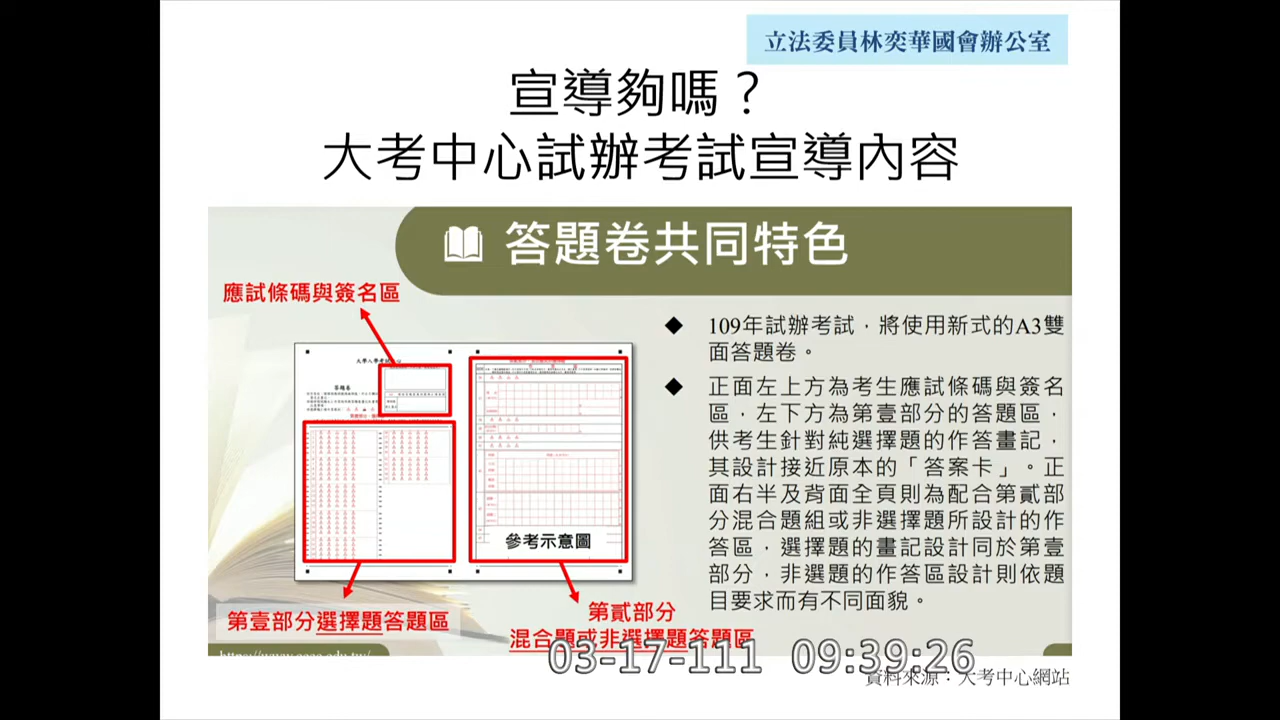 立法委員林奕華國會辦公室
宣導夠嗎？
大考中心試辦考試宣導內容
答題卷共同特色
應試條碼與簽名區
答題卷
參考示意圖
第壹部分選擇題答題區
第貳部分
混合題或非選擇題答題區
◆ 109年試辦考試，將使用新式的A3雙
面答題卷。
◆ 正面左上方為考生應試條碼與簽名
區，左下方為第壹部分的答題區，
供考生針對純選擇題的作答畫記，
其設計接近原本的「答案卡」。正
面右半及背面全頁則為配合第貳部
分混合題組或非選擇題所設計的作
答區，選擇題的畫記設計同於第壹
部分，非選題的作答區設計則依題
目要求而有不同面貌。
03-17-111 09:39:26
資料來源：大考中心網站